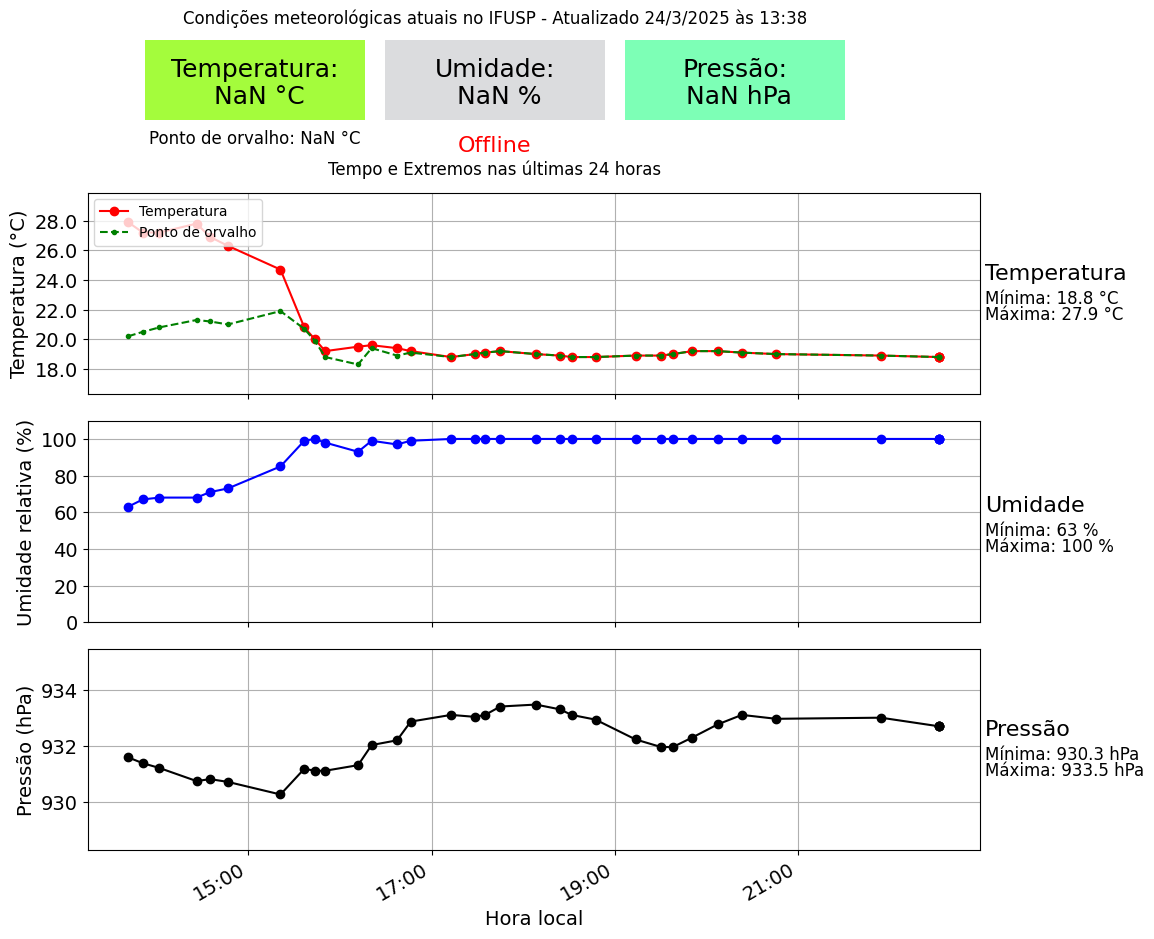 Condições meteorológicas atuais no IFUSP - Atualizado 24/3/2025 às 13:38
Temperatura:
NaN °C
Umidade:
NaN %
Pressão:
NaN hPa
Ponto de orvalho: NaN °C
Offline
Tempo e Extremos nas últimas 24 horas
Temperatura (°C)
28.0
26.0
24.0
22.0
20.0
18.0
Temperatura
Ponto de orvalho
Temperatura
Mínima: 18.8 °C
Máxima: 27.9 °C
Umidade relativa (%)
100
80
60
40
20
0
Umidade
Mínima: 63 %
Máxima: 100 %
Pressão (hPa)
934
932
930
Pressão
Mínima: 930.3 hPa
Máxima: 933.5 hPa
15:00
17:00
19:00
21:00
Hora local